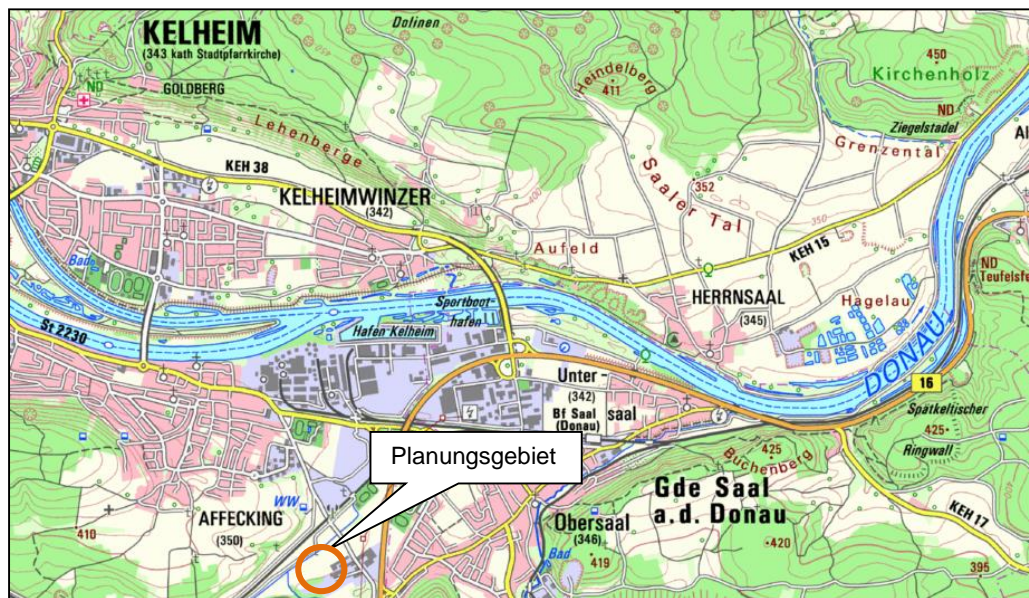 KELHEIM
(343 kath Stadtpfarrkirche)
Dolinen
ND
GOLDBERG
Lehenberge
KEH 38
KELHEIMWINZER
(342)
Heindelberg
411
450
Kirchenholz
ND
Ziegelstadel
Grenzental
Saaler Tal
352
350
400
Aufeld
KEH 15
ND
HERRNSAAL
(345)
Hagelau
Bad
Sportboot-
hafen
Hafen Kelheim
St 2230
DONAU
16
Unter-
saal
(342)
Bf Saal
(Donau)
Spätkeltischer
Ringwall
425
425
Buchenberg
Planungsgebiet
Gde Saal
a.d. Donau
KEH 17
WW
AFFECKING
(350)
410
Obersaal
(346)
Bad
419
420
395